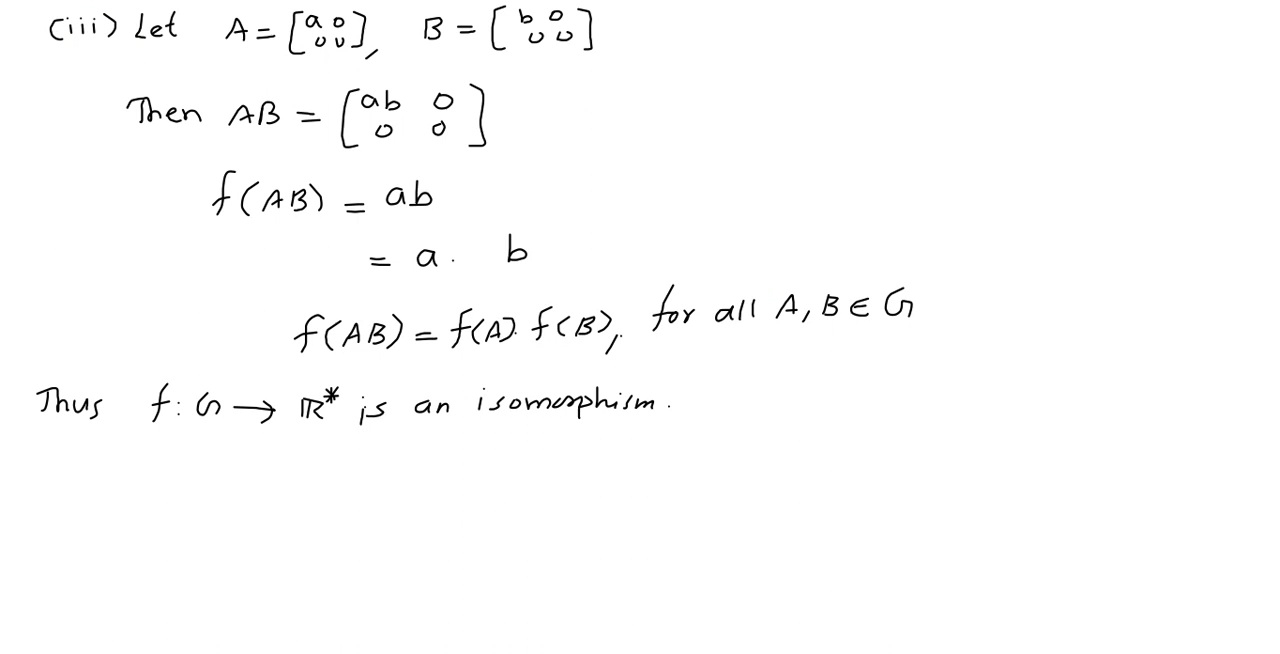 (iii) Let A = [a 0 0 0], B = [b 0 0 0]
Then AB = [ab 0 0 0]
f(AB) = ab
= a . b
f(AB) = f(A). f(B), for all A, B ∈ G
Thus f: G → ℝ* is an isomorphism.